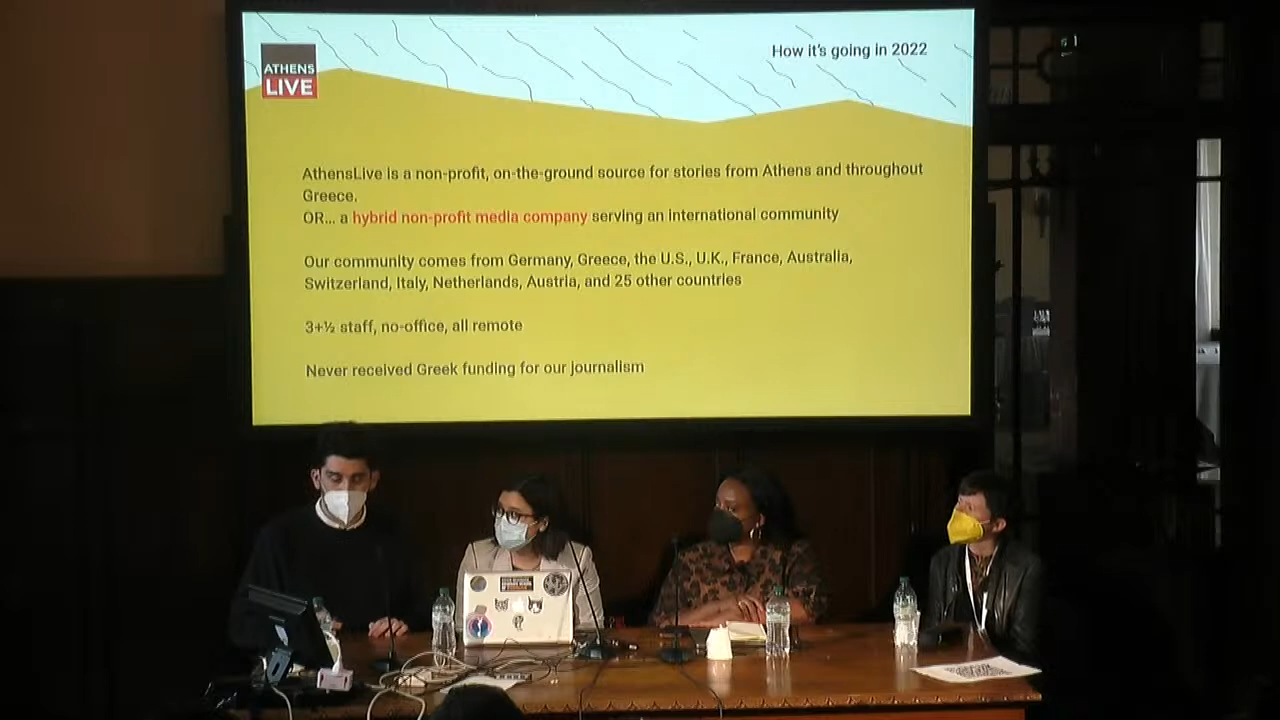 ATHENS
LIVE
How it's going in 2022
AthensLive is a non-profit, on-the-ground source for stories from Athens and throughout
Greece.
OR... a hybrid non-profit media company serving an international community
Our community comes from Germany, Greece, the U.S., U.K., France, Australia,
Switzerland, Italy, Netherlands, Austria, and 25 other countries
3+½ staff, no-office, all remote
Never received Greek funding for our journalism